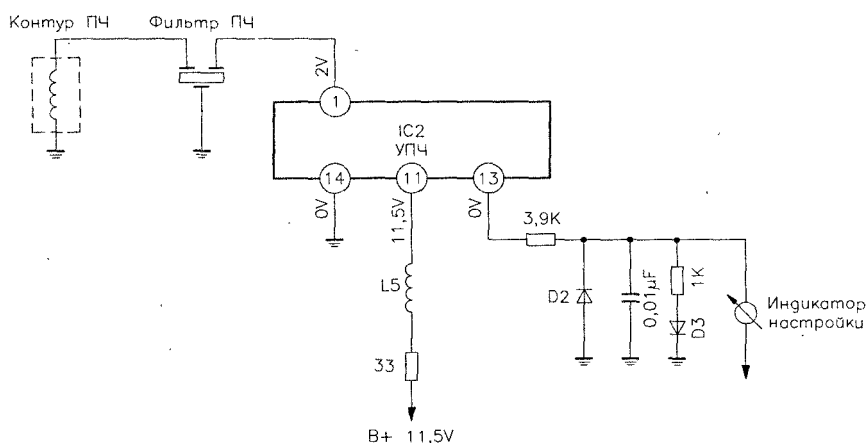 Контур ПЧ
Фильтр ПЧ
2V
1
IC2
УПЧ
14
11
13
0V
11,5V
0V
3,9K
L5
D2
0,01µF
1K
D3
Индикатор
настройки
33
B+ 11,5V